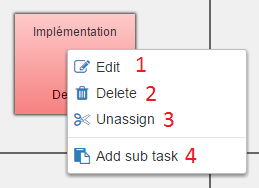 Implémentation
De
Edit 1
Delete 2
Unassign 3
Add sub task 4